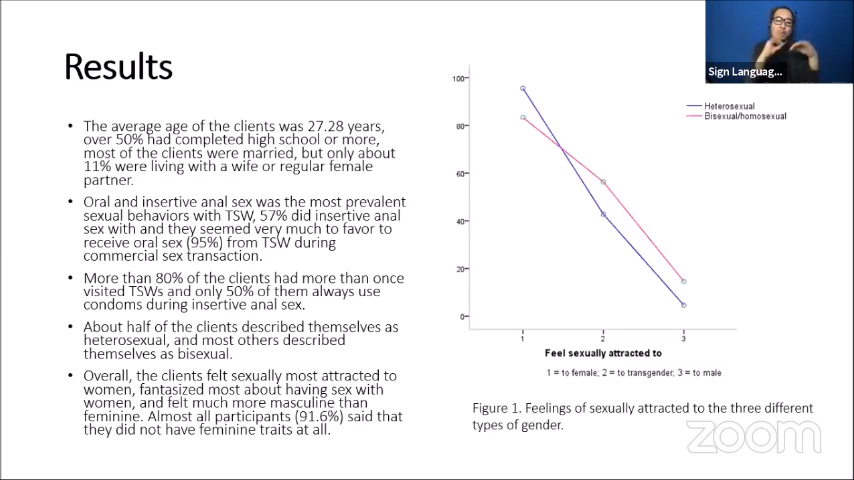 Results
• The average age of the clients was 27.28 years,
over 50% had completed high school or more,
most of the clients were married, but only about
11% were living with a wife or regular female
partner.
• Oral and insertive anal sex was the most prevalent
sexual behaviors with TSW, 57% did insertive anal
sex with and they seemed very much to favor to
receive oral sex (95%) from TSW during
commercial sex transaction.
• More than 80% of the clients had more than once
visited TSWs and only 50% of them always use
condoms during insertive anal sex.
• About half of the clients described themselves as
heterosexual, and most others described
themselves as bisexual.
• Overall, the clients felt sexually most attracted to
women, fantasized most about having sex with
women, and felt much more masculine than
feminine. Almost all participants (91.6%) said that
they did not have feminine traits at all.
Sign Languag...
Heterosexual
Bisexual/homosexual
100
80
60
40
20
0
1 2 3
Feel sexually attracted to
1 = to female; 2 = to transgender; 3 = to male
Figure 1. Feelings of sexually attracted to the three different
types of gender.
zoom